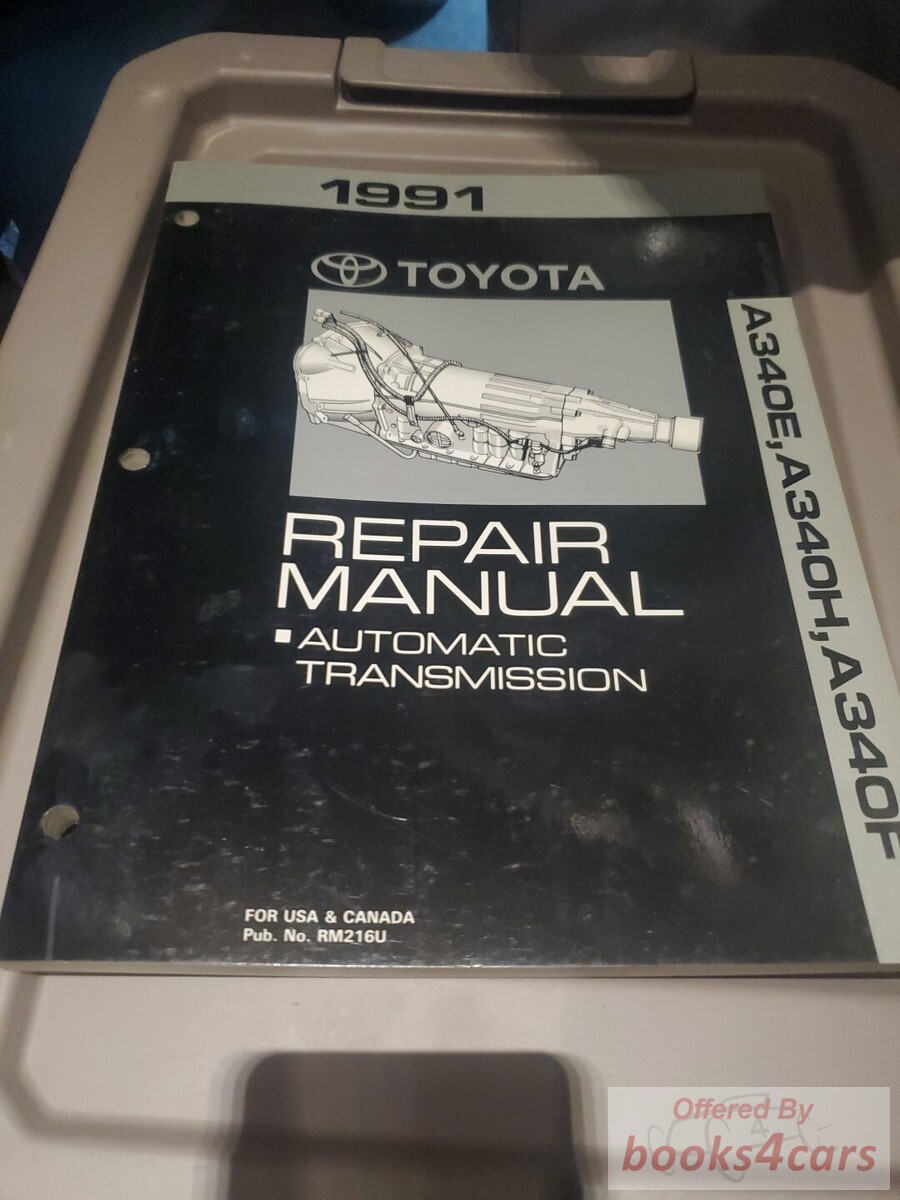 1991
TOYOTA
A340E, A340H, A340F
REPAIR
MANUAL
AUTOMATIC
TRANSMISSION
FOR USA & CANADA
Pub. No. RM216U
Offered By
books4cars